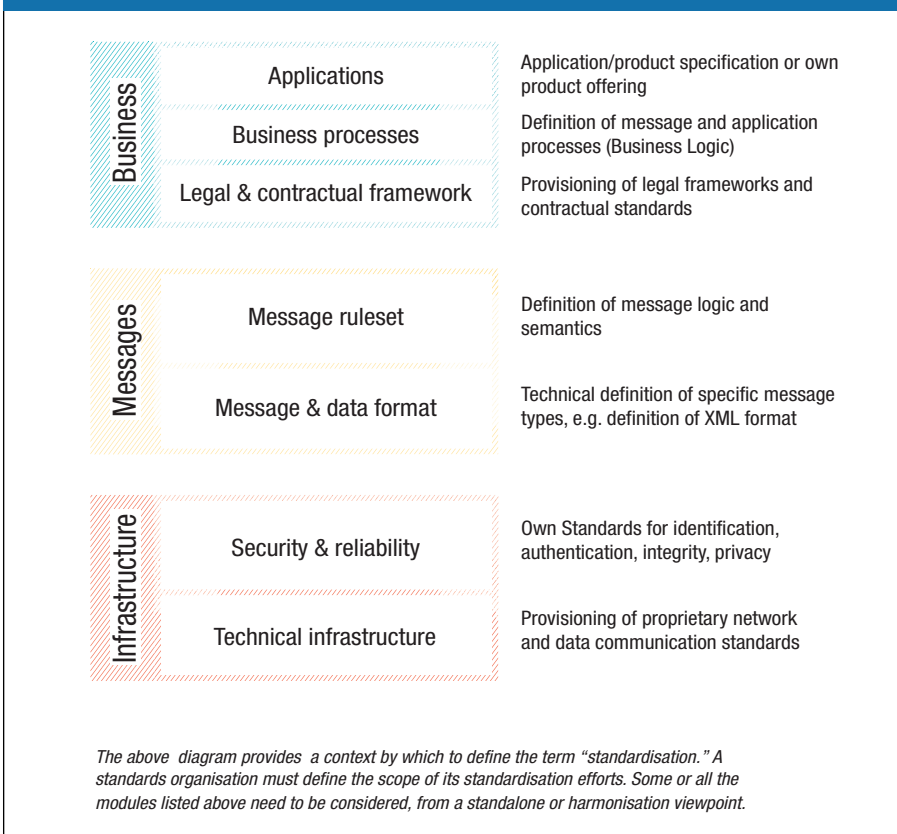 Business
Applications
Application/product specification or own
product offering
Business processes
Definition of message and application
processes (Business Logic)
Legal & contractual framework
Provisioning of legal frameworks and
contractual standards
Messages
Message ruleset
Definition of message logic and
semantics
Message & data format
Technical definition of specific message
types, e.g. definition of XML format
Infrastructure
Security & reliability
Own Standards for identification,
authentication, integrity, privacy
Technical infrastructure
Provisioning of proprietary network
and data communication standards
The above diagram provides a context by which to define the term “standardisation.” A
standards organisation must define the scope of its standardisation efforts. Some or all the
modules listed above need to be considered, from a standalone or harmonisation viewpoint.